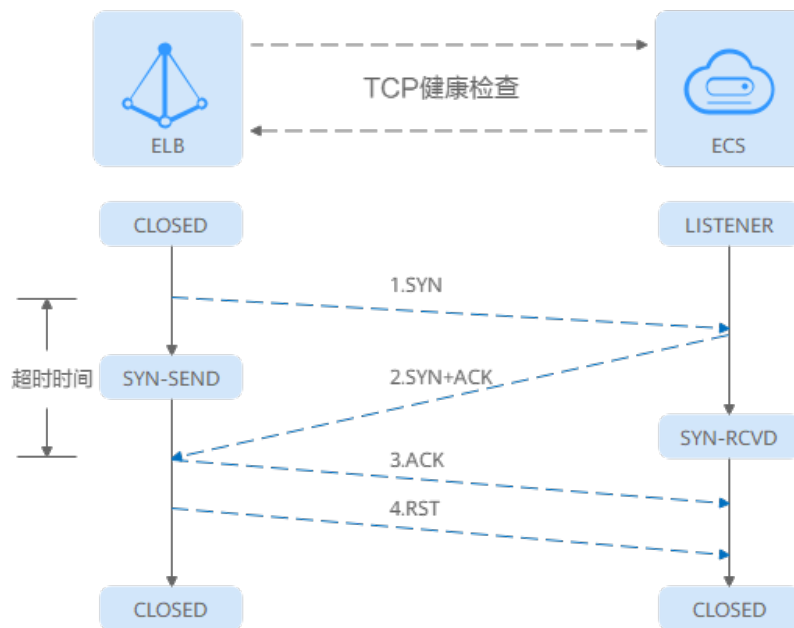 TCP健康检查
ELB
ECS
CLOSED
LISTENER
1.SYN
超时时间
SYN-SEND
2.SYN+ACK
SYN-RCVD
3.ACK
4.RST
CLOSED
CLOSED